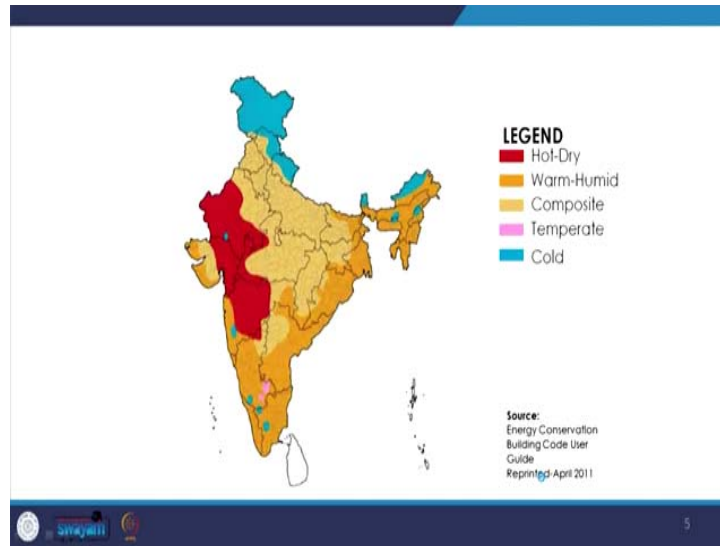 LEGEND
Hot-Dry
Warm-Humid
Composite
Temperate
Cold
Source:
Energy Conservation
Building Code User
Guide
Reprinted-April 2011
swayam
5